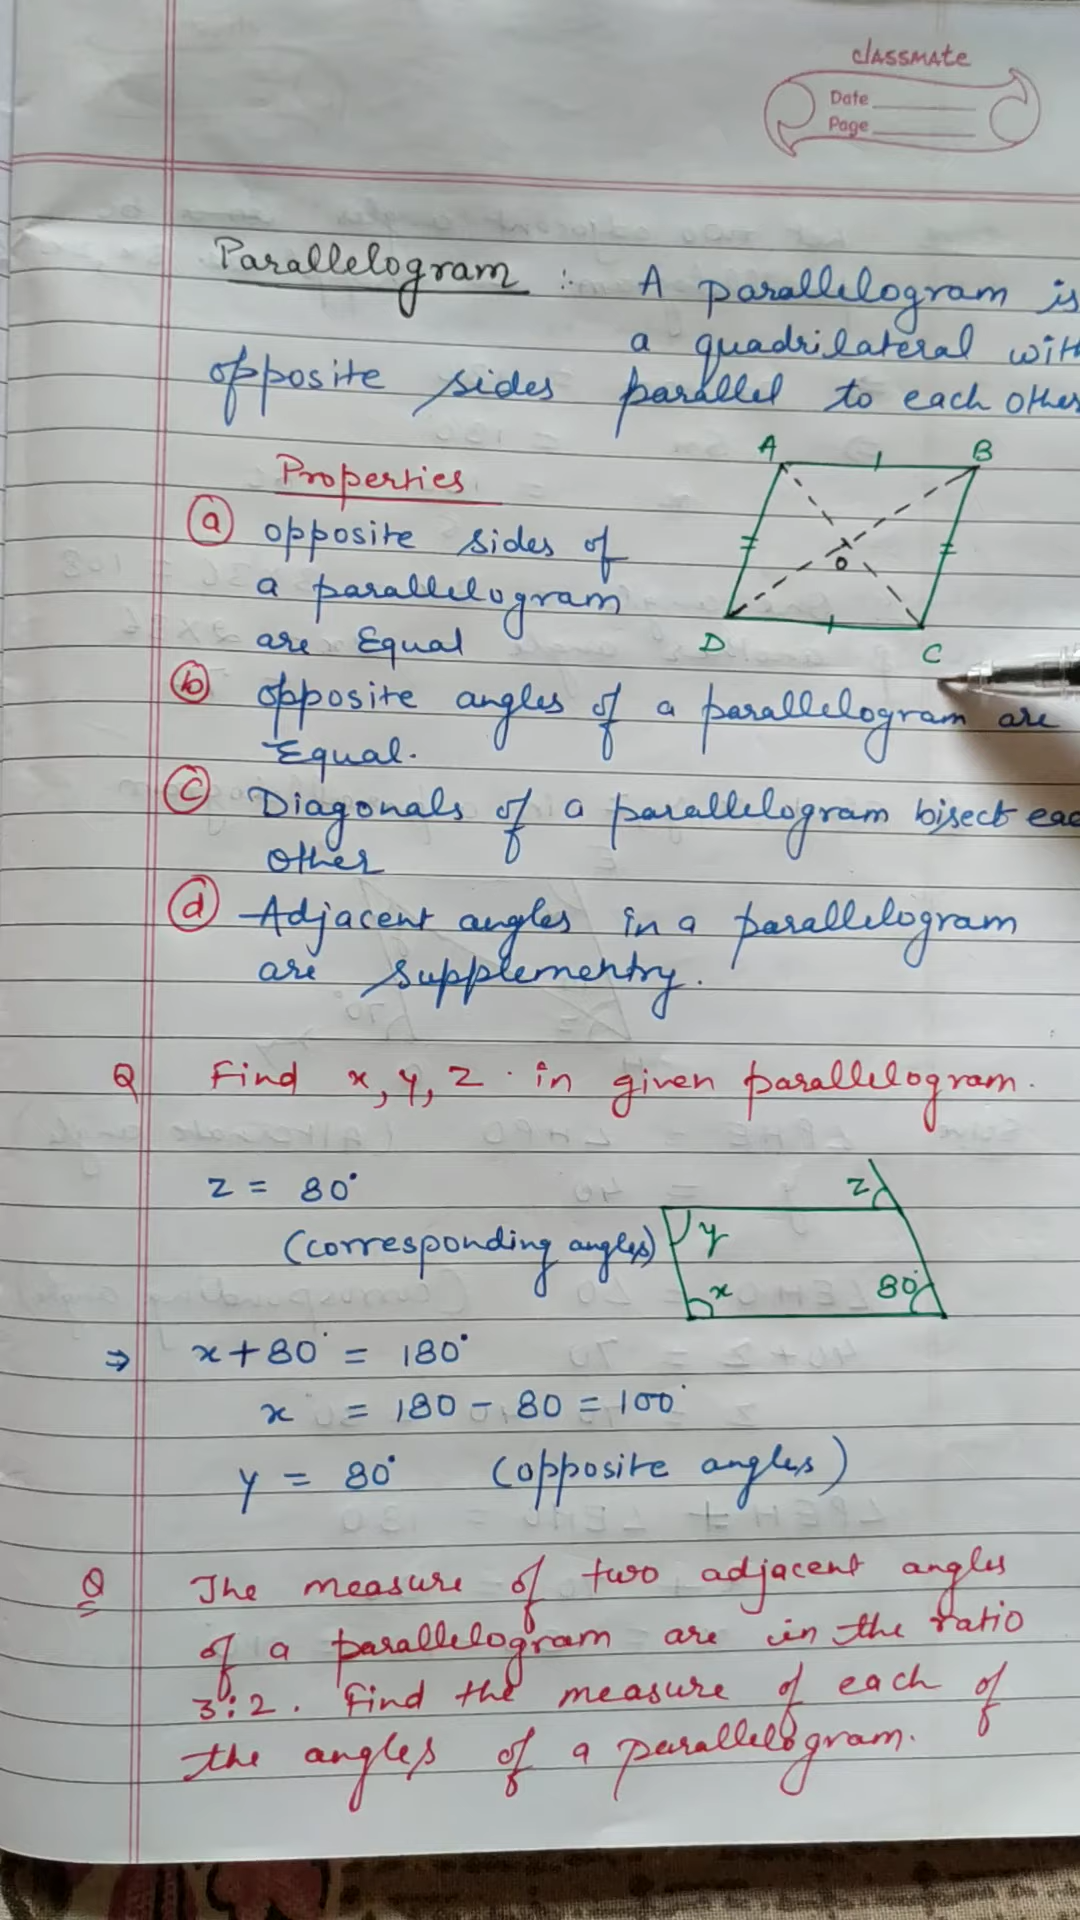 classmate
Date
Page
Parallelogram :- A parallelogram is
a quadrilateral with
opposite sides parallel to each other
A B
Properties
(a) opposite sides of
a parallelogram
are Equal
O
D C
(b) opposite angles of a parallelogram are
Equal.
(c) Diagonals of a parallelogram bisect eac
other
(d) Adjacent angles in a parallelogram
are supplementry.
Q Find x, y, z in given parallelogram.
z = 80°
(corresponding angles)
z
y
x 80°
⇒ x + 80° = 180°
x = 180 - 80 = 100°
y = 80° (opposite angles)
Q The measure of two adjacent angles
of a parallelogram are in the ratio
3:2. Find the measure of each of
the angles of a parallelogram.